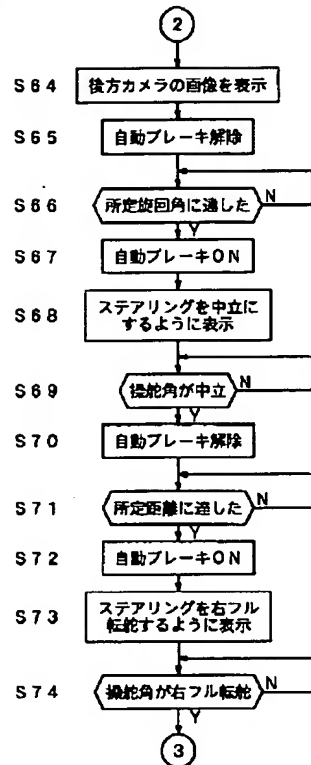 2
S64 後方カメラの画像を表示
S65 自動ブレーキ解除
S66 所定旋回角に達した N
Y
S67 自動ブレーキON
S68 ステアリングを中立に
するように表示
S69 操舵角が中立 N
Y
S70 自動ブレーキ解除
S71 所定距離に達した N
Y
S72 自動ブレーキON
S73 ステアリングを右フル
転舵するように表示
S74 操舵角が右フル転舵 N
Y
3